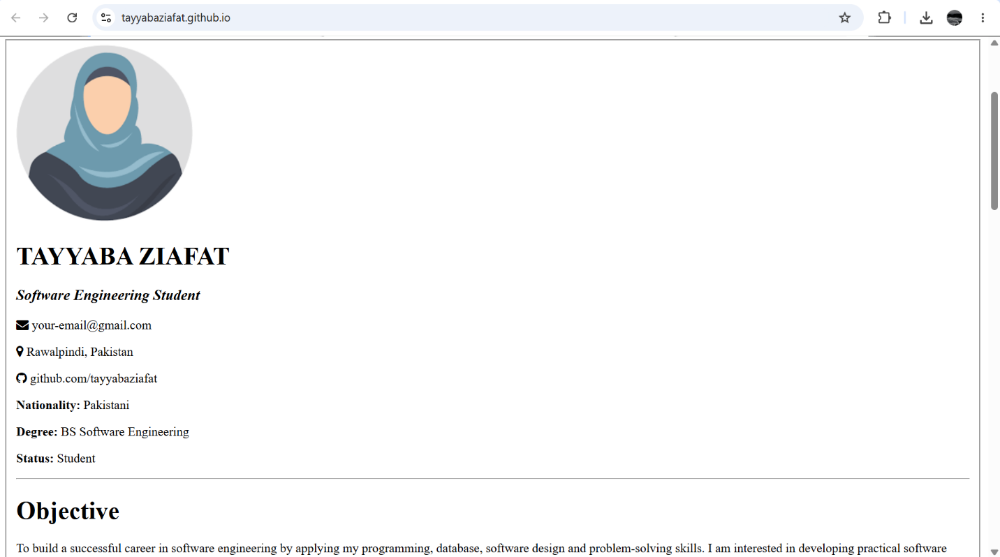 tayyabaziafat.github.io
TAYYABA ZIAFAT
Software Engineering Student
your-email@gmail.com
Rawalpindi, Pakistan
github.com/tayyabaziafat
Nationality: Pakistani
Degree: BS Software Engineering
Status: Student
Objective
To build a successful career in software engineering by applying my programming, database, software design and problem-solving skills. I am interested in developing practical software